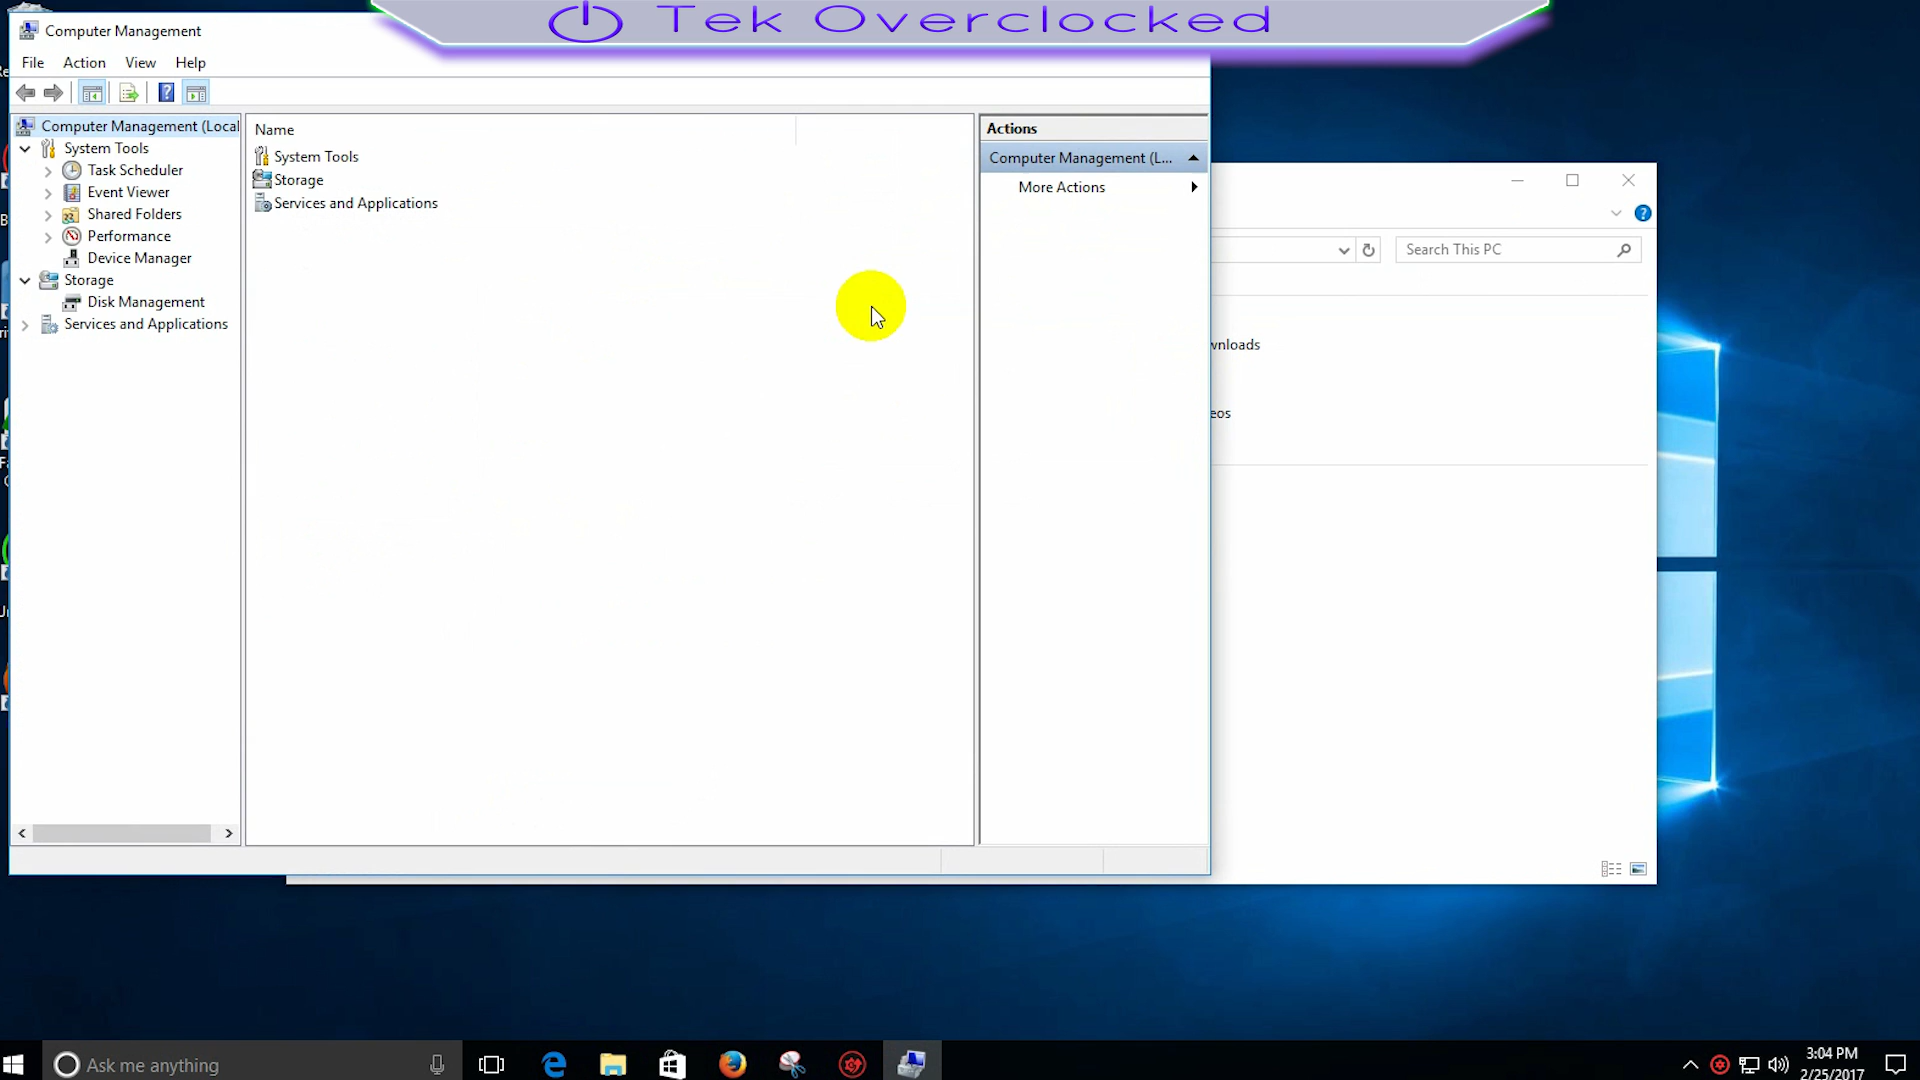 Tek Overclocked
Computer Management
File Action View Help
Computer Management (Local
System Tools
Task Scheduler
Event Viewer
Shared Folders
Performance
Device Manager
Storage
Disk Management
Services and Applications
Name
System Tools
Storage
Services and Applications
Actions
Computer Management (L...
More Actions
Search This PC
wnloads
eos
Ask me anything
3:04 PM
2/25/2017